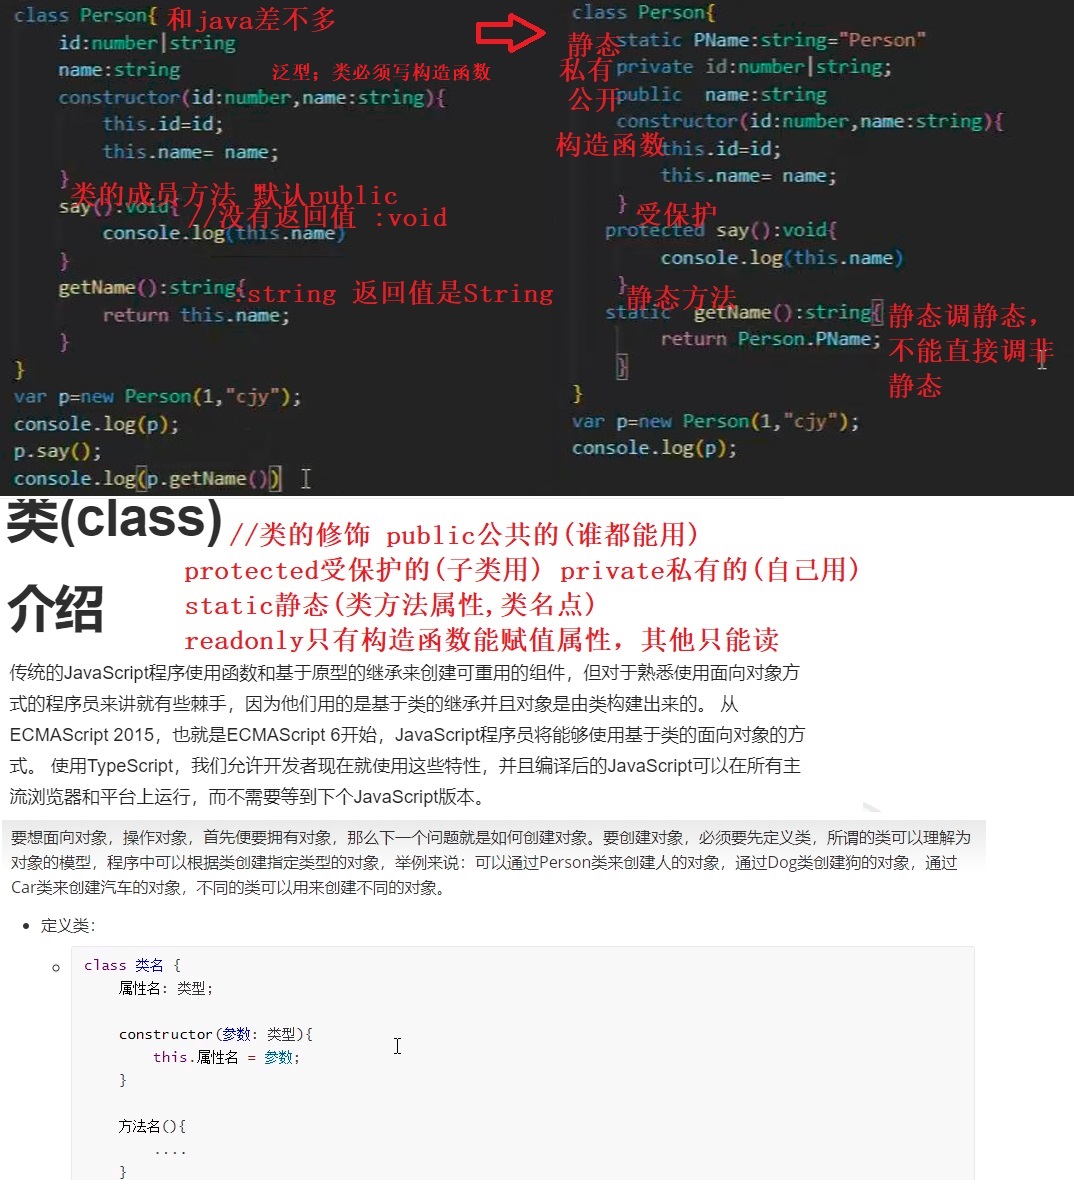 class Person{ 和java差不多
id:number|string
name:string
泛型; 类必须写构造函数
constructor(id:number,name:string){
this.id=id;
this.name= name;
}
类的成员方法 默认public
say():void{
//没有返回值 :void
console.log(this.name)
}
getName():string{
:string 返回值是String
return this.name;
}
}
var p=new Person(1,"cjy");
console.log(p);
p.say();
console.log(p.getName())
class Person{
静态 static PName:string="Person"
私有 private id:number|string;
公开 public name:string
constructor(id:number,name:string){
构造函数 this.id=id;
this.name= name;
} 受保护
protected say():void{
console.log(this.name)
}
静态方法
static getName():string{
静态调静态,
return Person.PName;
不能直接调非
}
静态
}
var p=new Person(1,"cjy");
console.log(p);
类(class)
//类的修饰 public公共的(谁都能用)
protected受保护的(子类用) private私有的(自己用)
介绍
static静态(类方法属性,类名点)
readonly只有构造函数能赋值属性, 其他只能读
传统的JavaScript程序使用函数和基于原型的继承来创建可重用的组件，但对于熟悉使用面向对象方
式的程序员来讲就有些棘手，因为他们用的是基于类的继承并且对象是由类构建出来的。 从
ECMAScript 2015，也就是ECMAScript 6开始，JavaScript程序员将能够使用基于类的面向对象的方
式。 使用TypeScript，我们允许开发者现在就使用这些特性，并且编译后的JavaScript可以在所有主
流浏览器和平台上运行，而不需要等到下个JavaScript版本。
要想面向对象，操作对象，首先便要拥有对象，那么下一个问题就是如何创建对象。要创建对象，必须要先定义类，所谓的类可以理解为
对象的模型，程序中可以根据类创建指定类型的对象，举例来说：可以通过Person类来创建人的对象，通过Dog类创建狗的对象，通过
Car类来创建汽车的对象，不同的类可以用来创建不同的对象。
定义类：
class 类名 {
属性名: 类型;
constructor(参数: 类型){
this.属性名 = 参数;
}
方法名(){
....
}